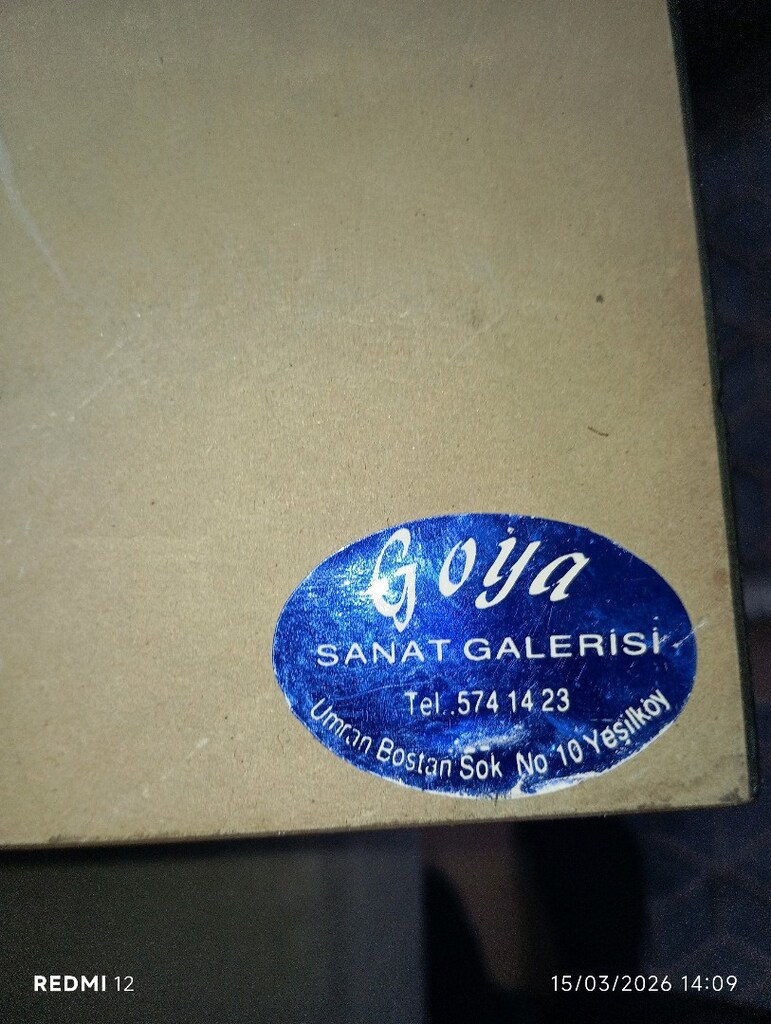 Goya
SANAT GALERİSİ
Tel..574 14 23
Umran Bostan Sok No 10 Yeşilköy
REDMI 12
15/03/2026 14:09